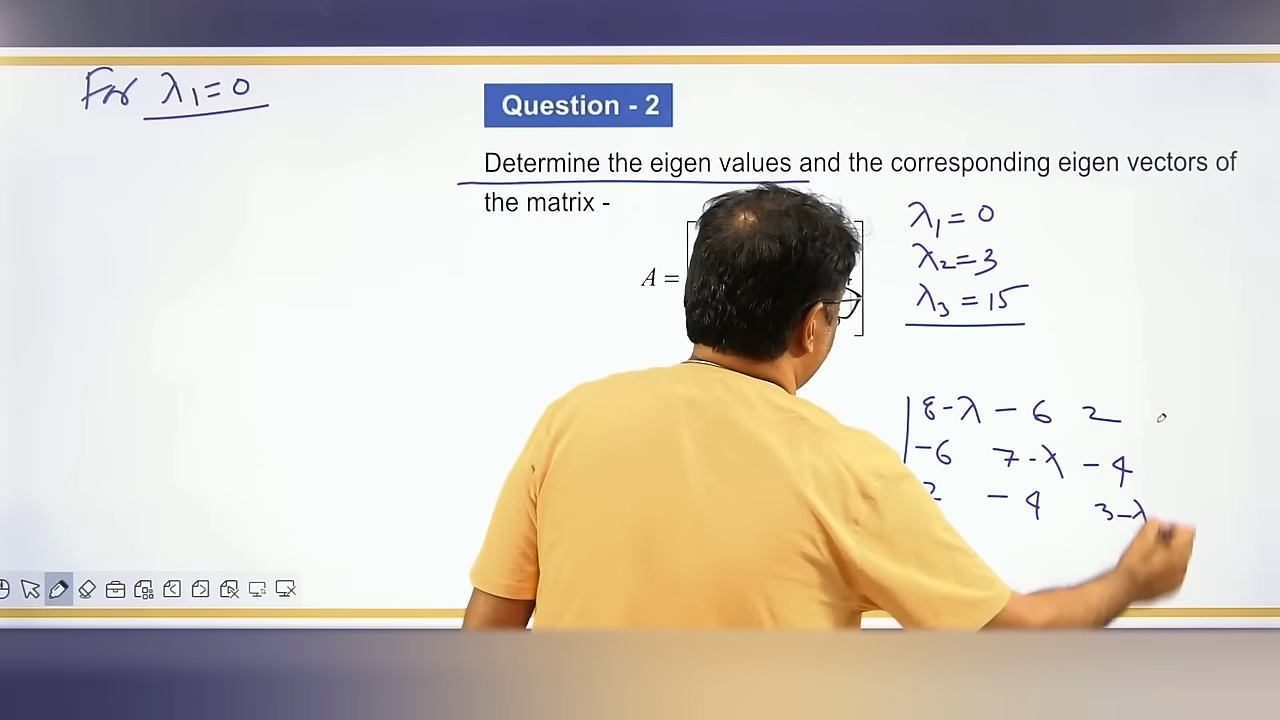 For λ₁=0
Question - 2
Determine the eigen values and the corresponding eigen vectors of
the matrix -
A =
λ₁ = 0
λ₂ = 3
λ₃ = 15
8-λ -6 2
-6 7-λ -4
2 -4 3-λ